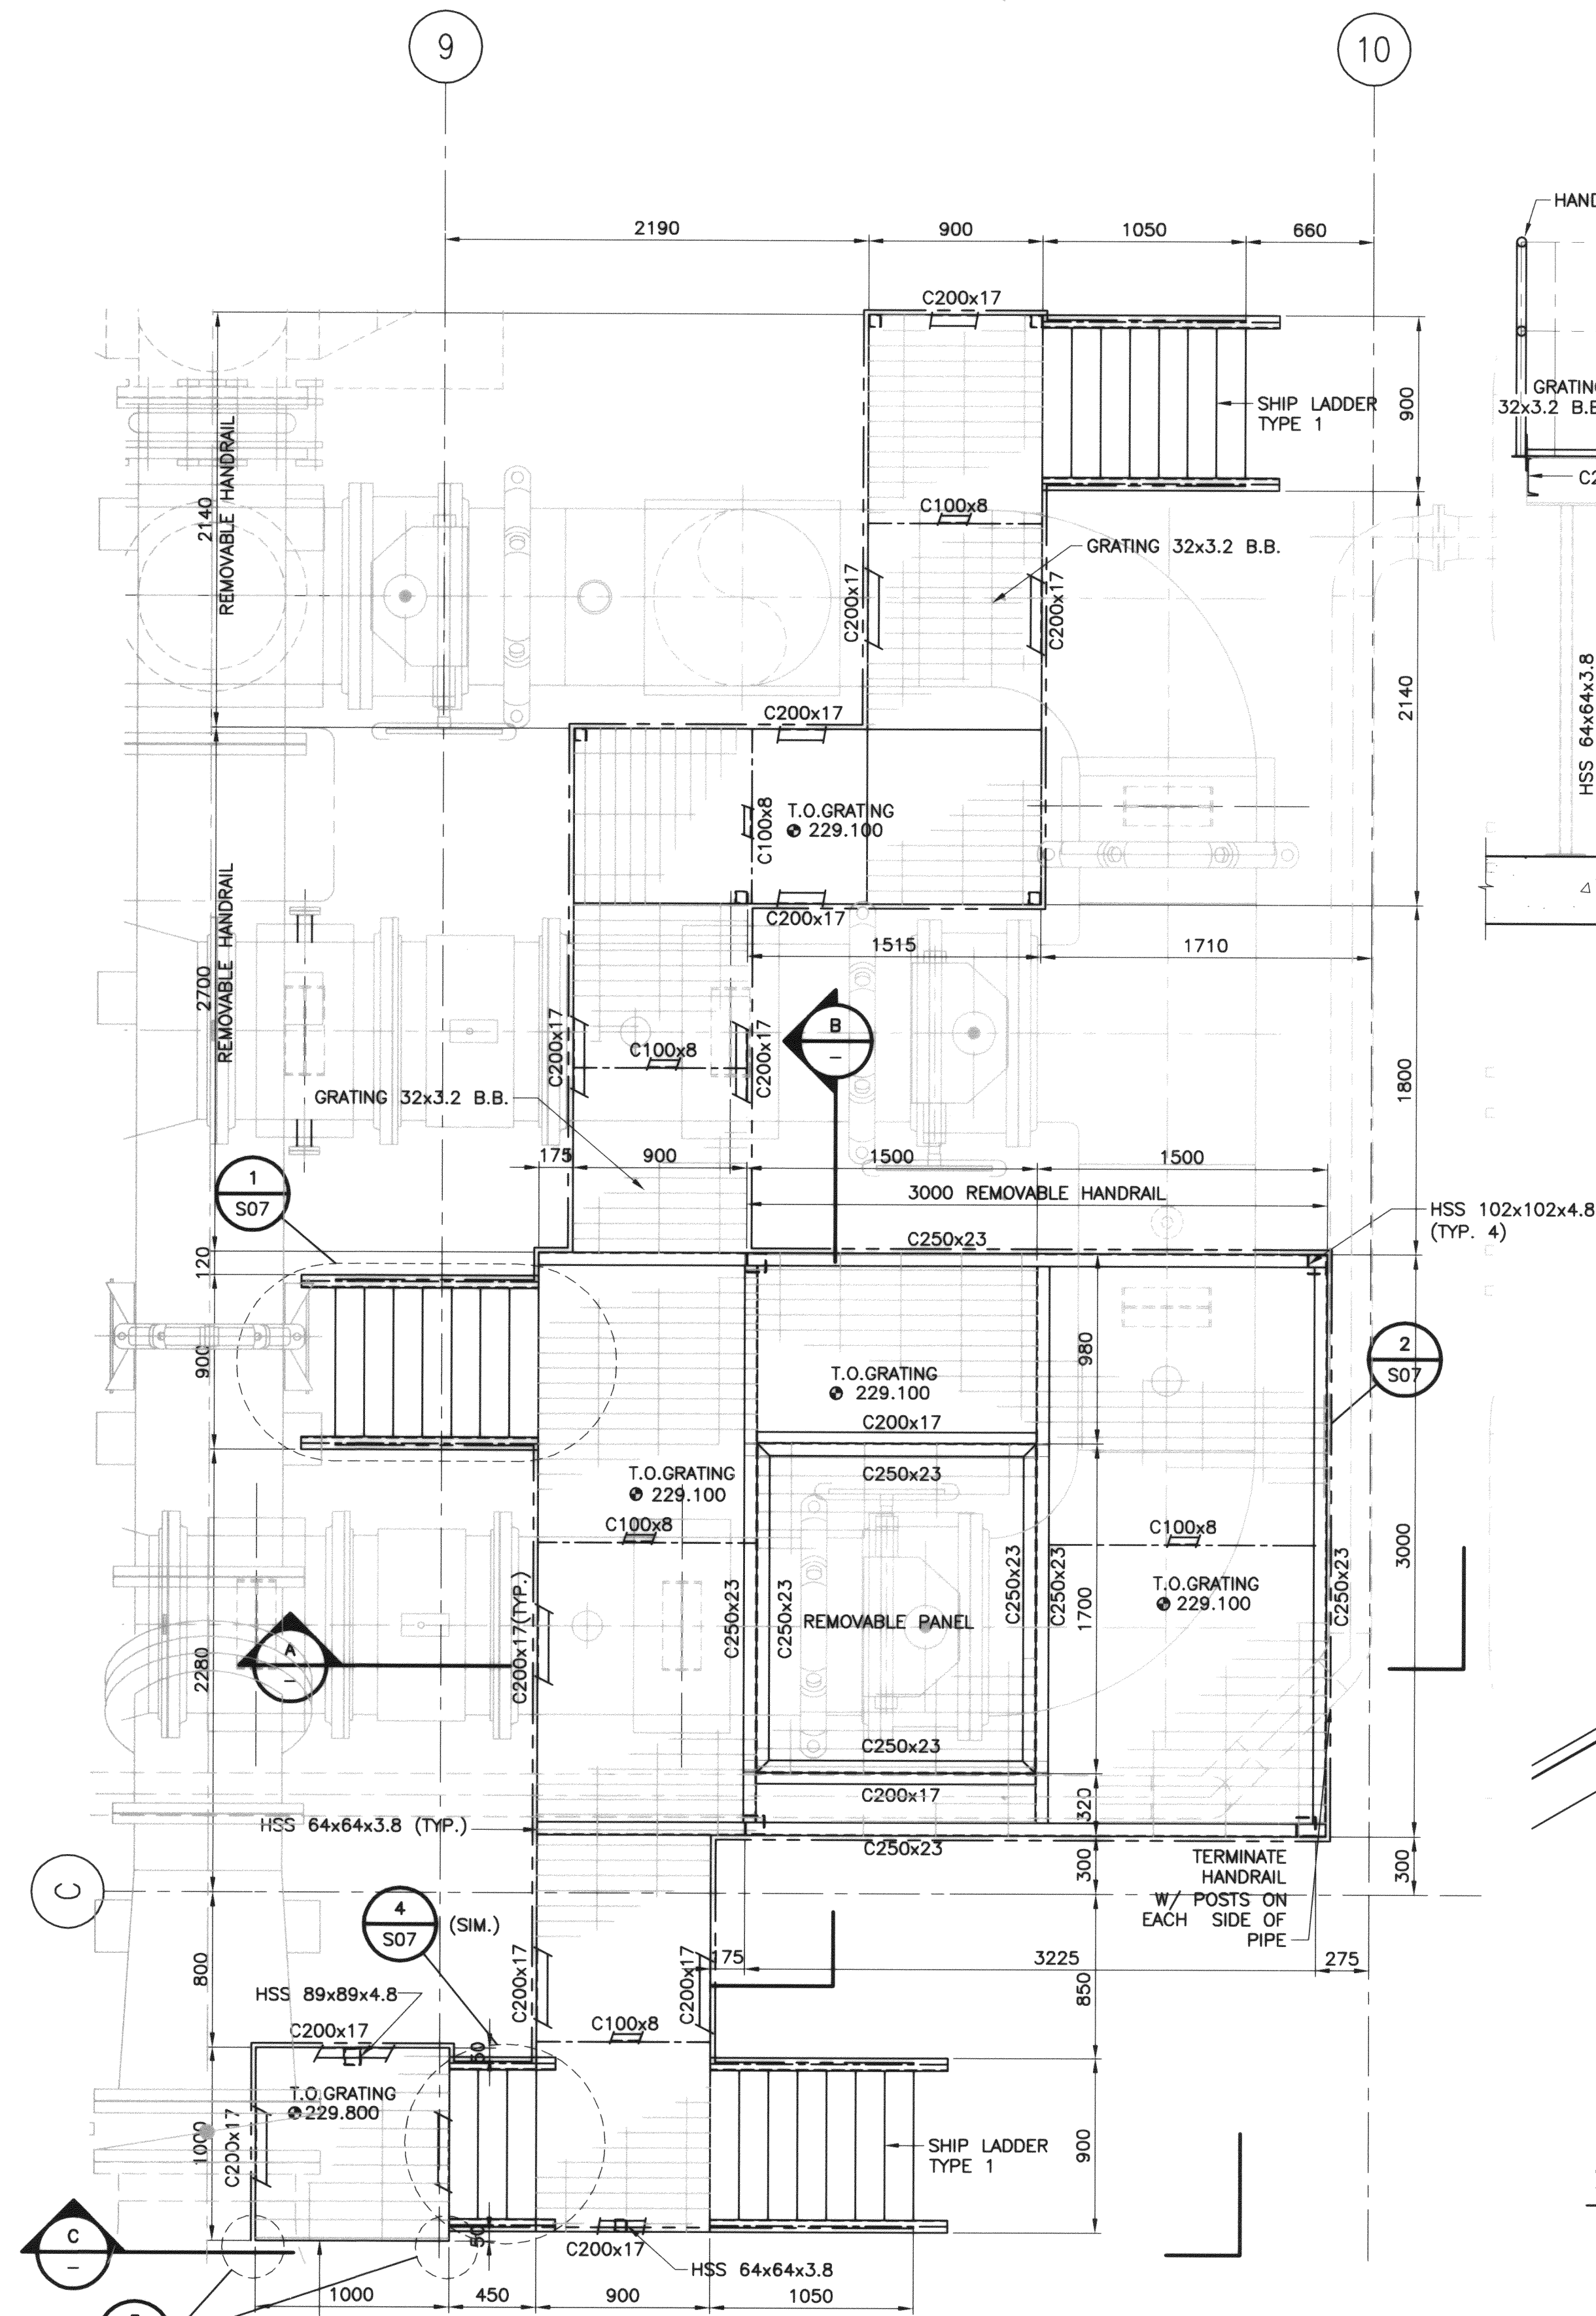 9
10
HAND
2190
900
1050
660
C200x17
REMOVABLE HANDRAIL
2140
SHIP LADDER
TYPE 1
900
GRATING
32x3.2 B.B
C2
C100x8
GRATING 32x3.2 B.B.
C200x17
C200x17
2140
HSS 64x64x3.8
C200x17
C100x8
T.O.GRATING
229.100
C200x17
REMOVABLE HANDRAIL
2700
1515
1710
B
–
C200x17
C100x8
C200x17
1800
GRATING 32x3.2 B.B.
175
900
1500
1500
1
S07
3000 REMOVABLE HANDRAIL
HSS 102x102x4.8
(TYP. 4)
C250x23
120
900
980
2
S07
T.O.GRATING
229.100
C200x17
T.O.GRATING
229.100
C250x23
C100x8
C100x8
3000
C200x17(TYP.)
C250x23
C250x23
REMOVABLE PANEL
C250x23
C250x23
1700
T.O.GRATING
229.100
C250x23
A
–
2280
C250x23
C200x17
320
HSS 64x64x3.8 (TYP.)
C250x23
300
TERMINATE
HANDRAIL
W/ POSTS ON
EACH SIDE OF
PIPE
300
C
4
S07
(SIM.)
800
C200x17
C200x17
175
3225
275
850
HSS 89x89x4.8
C200x17
C100x8
50
T.O.GRATING
229.800
1000
C200x17
SHIP LADDER
TYPE 1
900
C
–
50
C200x17
HSS 64x64x3.8
1000
450
900
1050